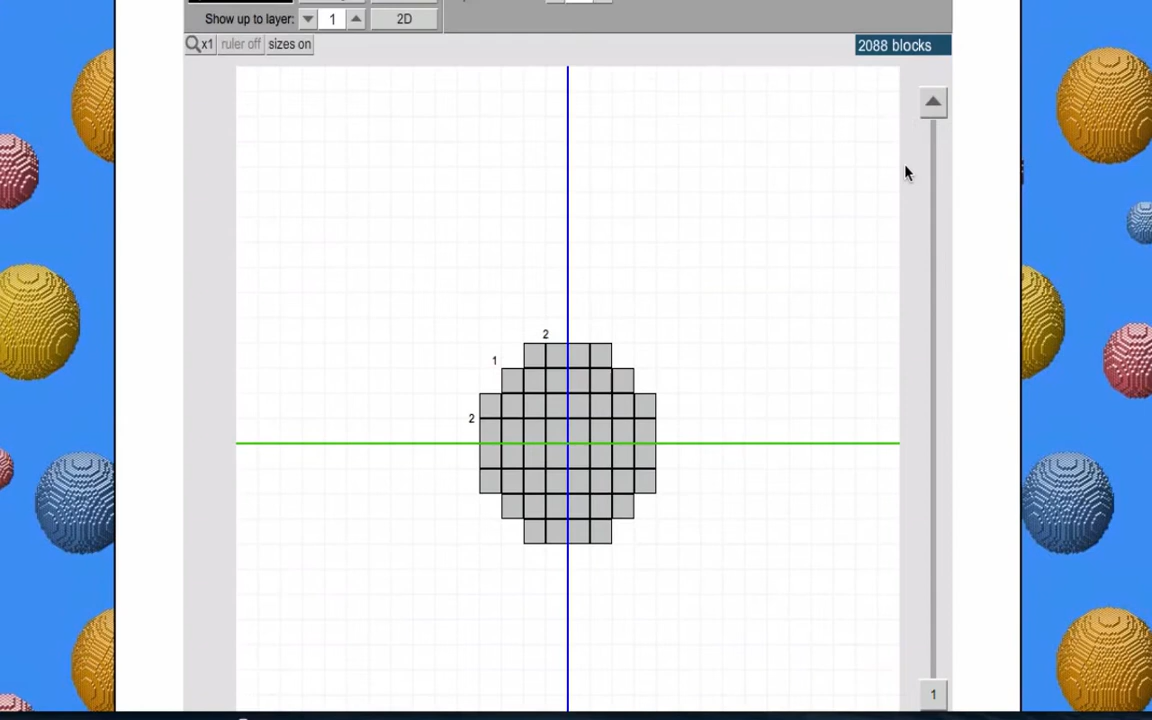 Show up to layer: 1 2D
x1 ruler off sizes on
2088 blocks
2
1
2
1